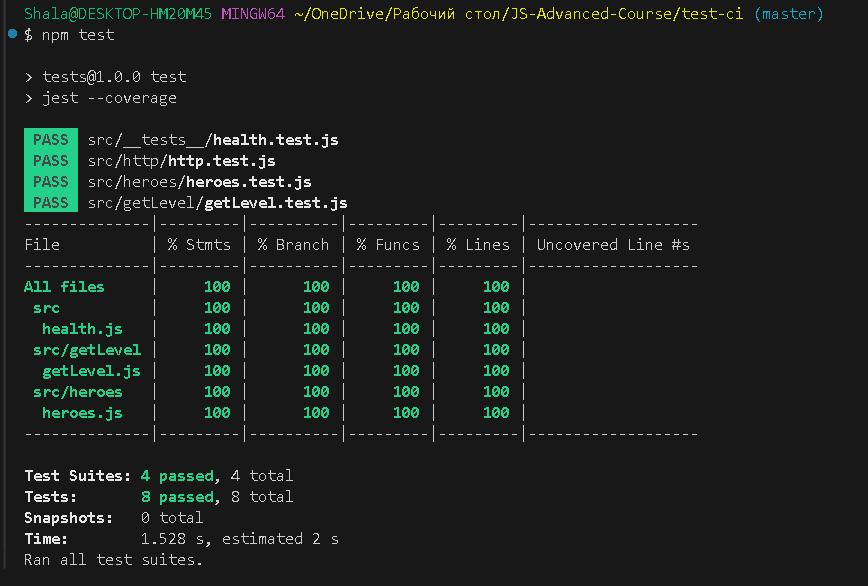 Shala@DESKTOP-HM20M45 MINGW64 ~/OneDrive/Рабочий стол/JS-Advanced-Course/test-ci (master)
$ npm test
> tests@1.0.0 test
> jest --coverage
PASS src/__tests__/health.test.js
PASS src/http/http.test.js
PASS src/heroes/heroes.test.js
PASS src/getLevel/getLevel.test.js
--------------|---------|----------|---------|---------|-------------------
File          | % Stmts | % Branch | % Funcs | % Lines | Uncovered Line #s
--------------|---------|----------|---------|---------|-------------------
All files     |     100 |      100 |     100 |     100 |
 src          |     100 |      100 |     100 |     100 |
  health.js   |     100 |      100 |     100 |     100 |
 src/getLevel |     100 |      100 |     100 |     100 |
  getLevel.js |     100 |      100 |     100 |     100 |
 src/heroes   |     100 |      100 |     100 |     100 |
  heroes.js   |     100 |      100 |     100 |     100 |
--------------|---------|----------|---------|---------|-------------------
Test Suites: 4 passed, 4 total
Tests:       8 passed, 8 total
Snapshots:   0 total
Time:        1.528 s, estimated 2 s
Ran all test suites.